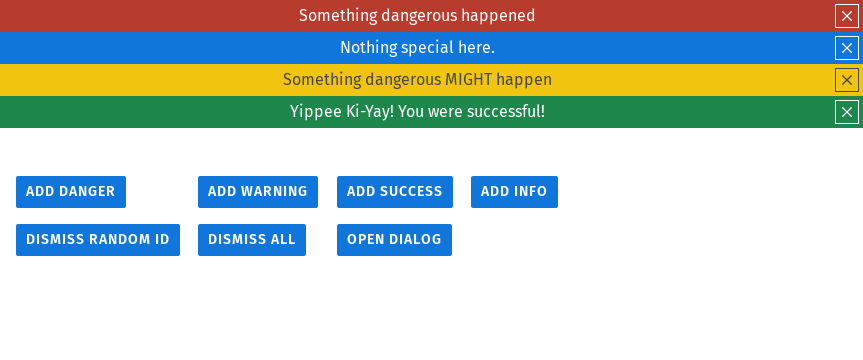 Something dangerous happened
Nothing special here.
Something dangerous MIGHT happen
Yippee Ki-Yay! You were successful!
ADD DANGER ADD WARNING ADD SUCCESS ADD INFO
DISMISS RANDOM ID DISMISS ALL OPEN DIALOG